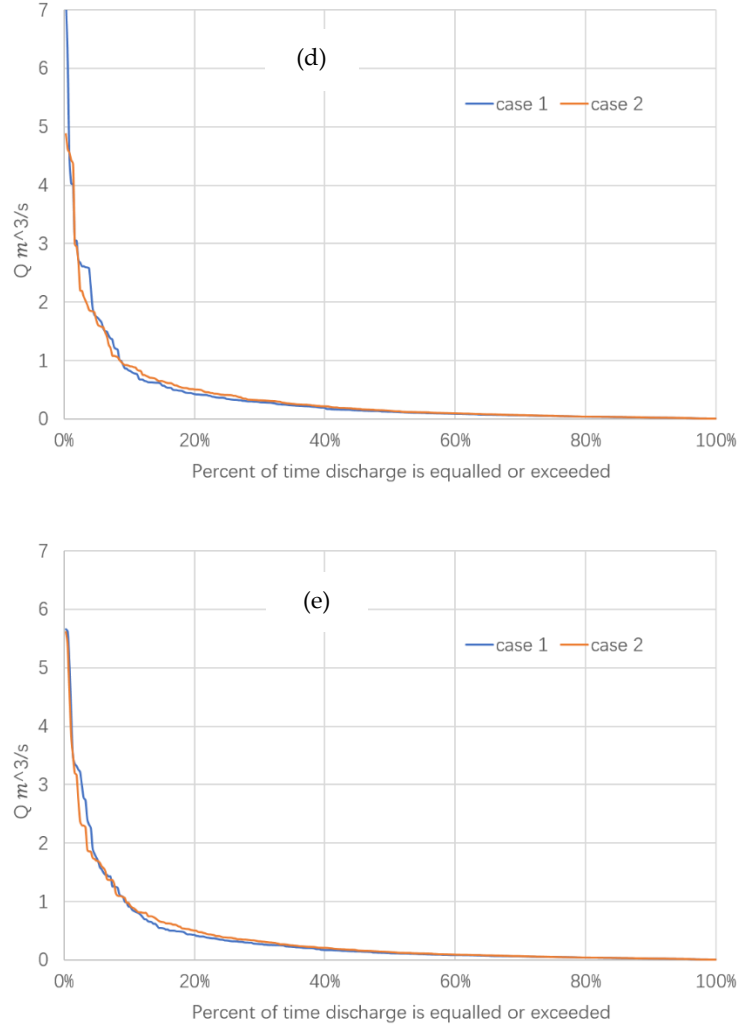 7
(d)
6
case 1 case 2
5
4
Q m^3/s
3
2
1
0
0% 20% 40% 60% 80% 100%
Percent of time discharge is equalled or exceeded
7
(e)
6
case 1 case 2
5
4
Q m^3/s
3
2
1
0
0% 20% 40% 60% 80% 100%
Percent of time discharge is equalled or exceeded